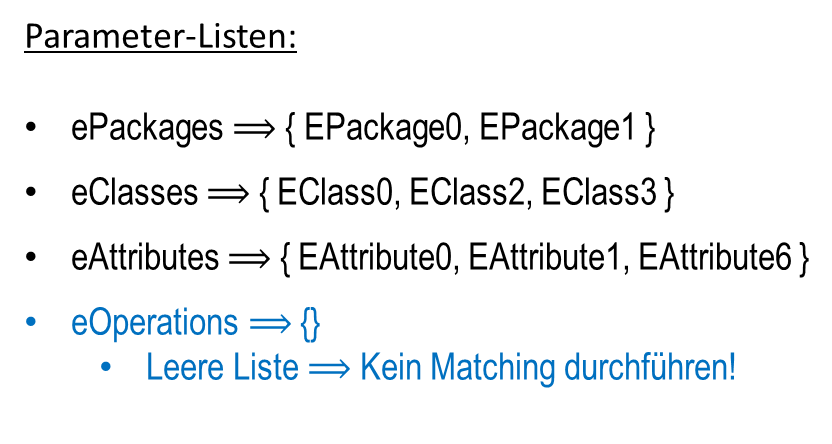 Parameter-Listen:
• ePackages ⟹ { EPackage0, EPackage1 }
• eClasses ⟹ { EClass0, EClass2, EClass3 }
• eAttributes ⟹ { EAttribute0, EAttribute1, EAttribute6 }
• eOperations ⟹ {}
• Leere Liste ⟹ Kein Matching durchführen!